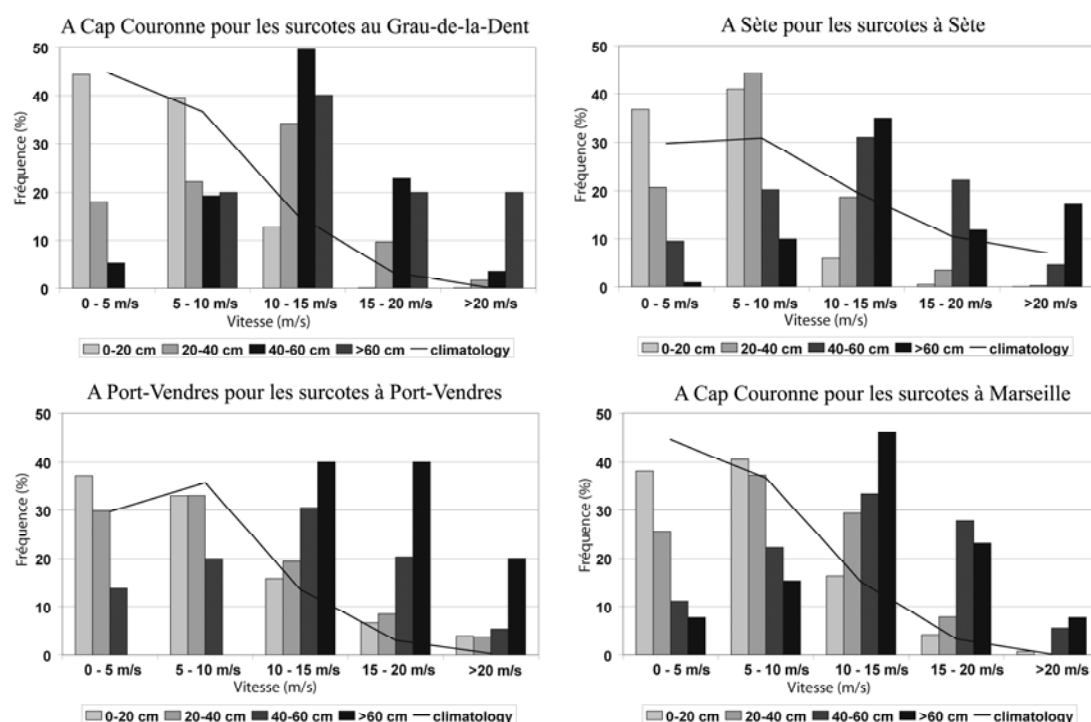 A Cap Couronne pour les surcotes au Grau-de-la-Dent
50
40
30
20
10
0
Fréquence (%)
0 - 5 m/s 5 - 10 m/s 10 - 15 m/s 15 - 20 m/s >20 m/s
Vitesse (m/s)
0-20 cm 20-40 cm 40-60 cm >60 cm climatology
A Sète pour les surcotes à Sète
50
40
30
20
10
0
Fréquence (%)
0 - 5 m/s 5 - 10 m/s 10 - 15 m/s 15 - 20 m/s >20 m/s
Vitesse (m/s)
0-20 cm 20-40 cm 40-60 cm >60 cm climatology
A Port-Vendres pour les surcotes à Port-Vendres
50
40
30
20
10
0
Fréquence (%)
0 - 5 m/s 5 - 10 m/s 10 - 15 m/s 15 - 20 m/s >20 m/s
Vitesse (m/s)
0-20 cm 20-40 cm 40-60 cm >60 cm climatology
A Cap Couronne pour les surcotes à Marseille
50
40
30
20
10
0
Fréquence (%)
0 - 5 m/s 5 - 10 m/s 10 - 15 m/s 15 - 20 m/s >20 m/s
Vitesse (m/s)
0-20 cm 20-40 cm 40-60 cm >60 cm climatology